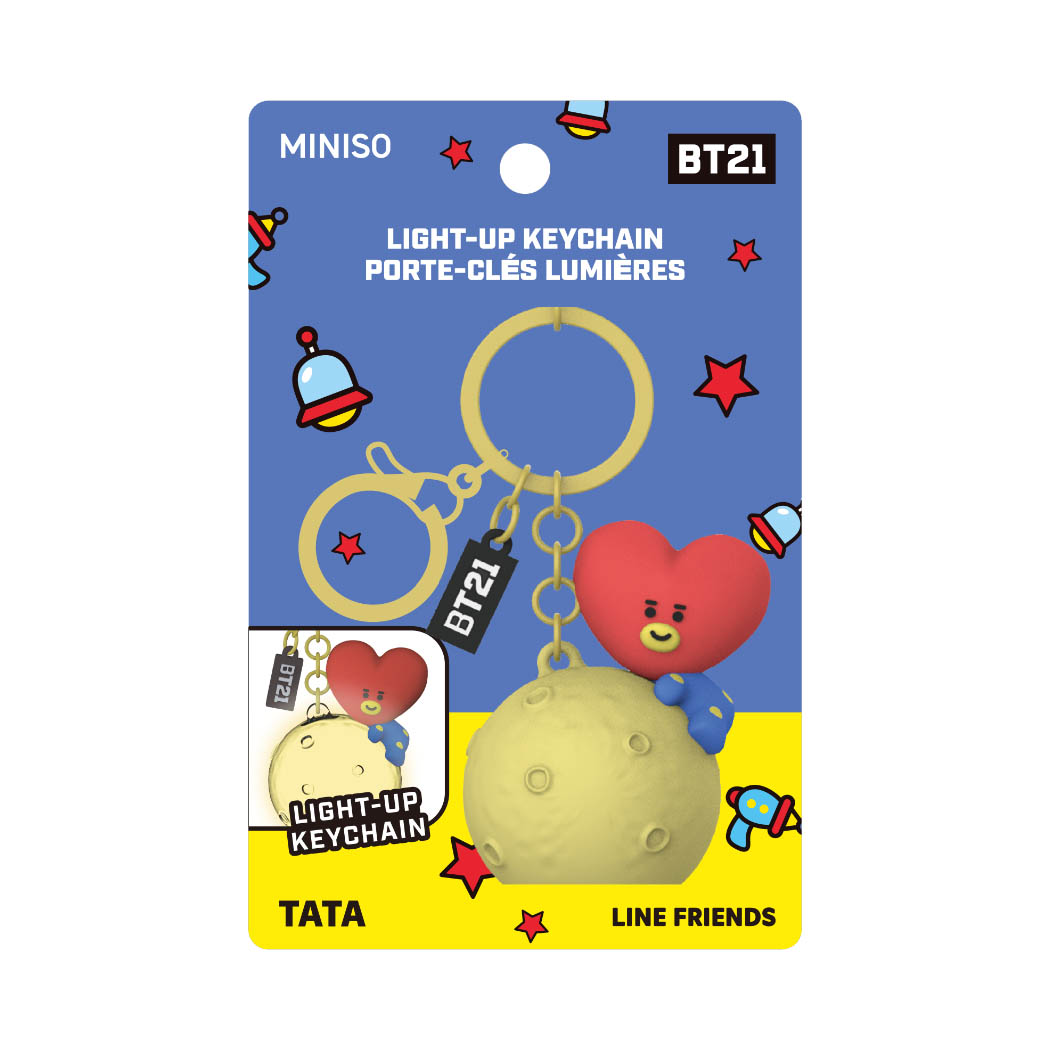 MINISO
BT21
LIGHT-UP KEYCHAIN
PORTE-CLÉS LUMIÈRES
BT21
BT21
LIGHT-UP
KEYCHAIN
TATA
LINE FRIENDS